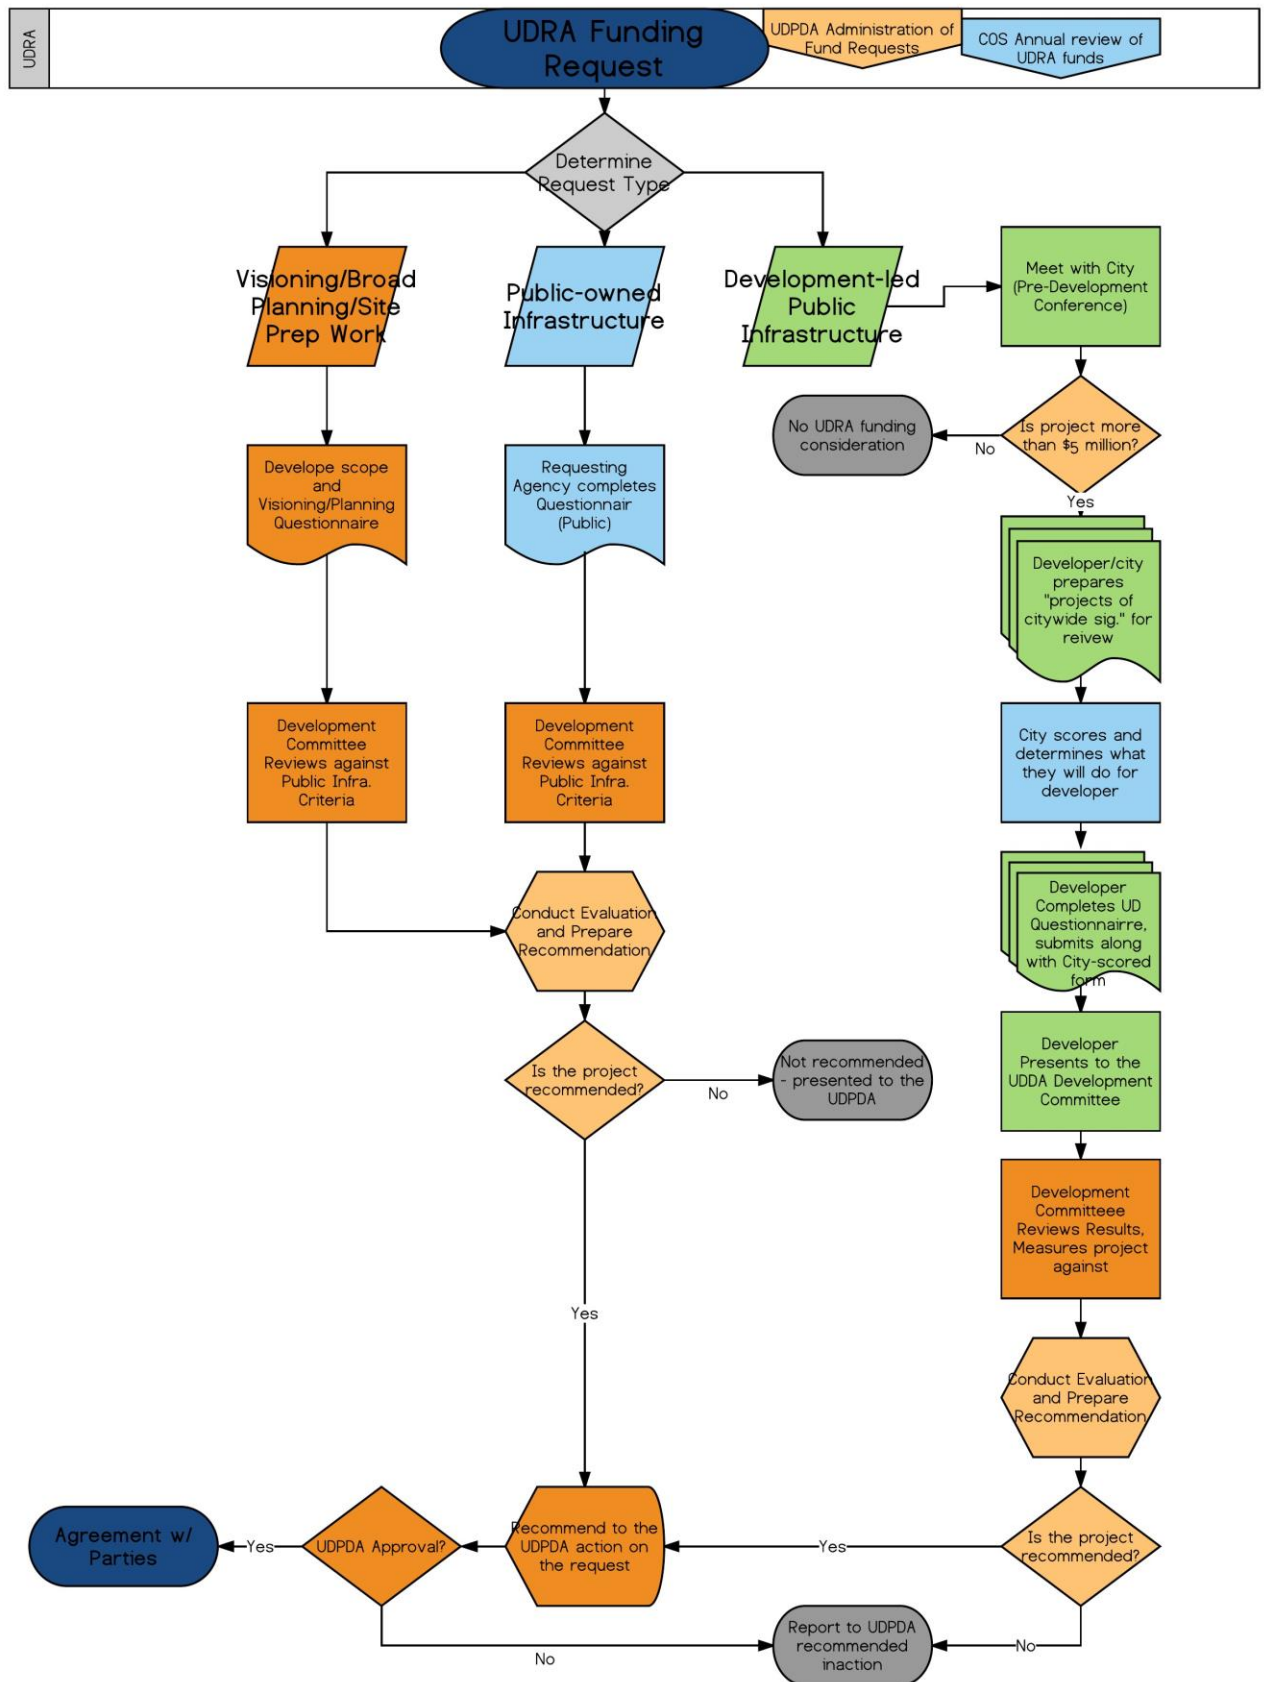 UDRA
UDRA Funding
Request
UDPDA Administration of
Fund Requests
COS Annual review of
UDRA funds
Determine
Request Type
Visioning/Broad
Planning/Site
Prep Work
Public-owned
Infrastructure
Development-led
Public
Infrastructure
Meet with City
(Pre-Development
Conference)
No UDRA funding
consideration
No
Is project more
than $5 million?
Yes
Develope scope
and
Visioning/Planning
Questionnaire
Requesting
Agency completes
Questionnair
(Public)
Developer/city
prepares
"projects of
citywide sig." for
reivew
Development
Committee
Reviews against
Public Infra.
Criteria
Development
Committee
Reviews against
Public Infra.
Criteria
City scores and
determines what
they will do for
developer
Conduct Evaluation
and Prepare
Recommendation
Developer
Completes UD
Questionnairre,
submits along
with City-scored
form
Is the project
recommended?
No
Not recommended
- presented to the
UDPDA
Developer
Presents to the
UDDA Development
Committee
Development
Committeee
Reviews Results,
Measures project
against
Yes
Conduct Evaluation
and Prepare
Recommendation
Agreement w/
Parties
Yes
UDPDA Approval?
Recommend to the
UDPDA action on
the request
Yes
Is the project
recommended?
No
Report to UDPDA
recommended
inaction
No